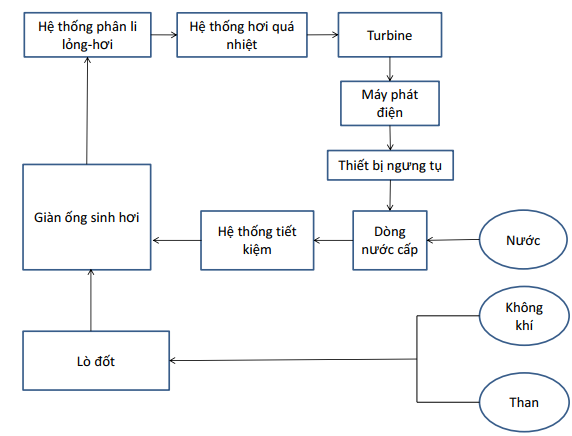 Hệ thống phân li
lỏng-hơi
Hệ thống hơi quá
nhiệt
Turbine
Máy phát
điện
Thiết bị ngưng tụ
Giàn ống sinh hơi
Hệ thống tiết
kiệm
Dòng
nước cấp
Nước
Không
khí
Lò đốt
Than